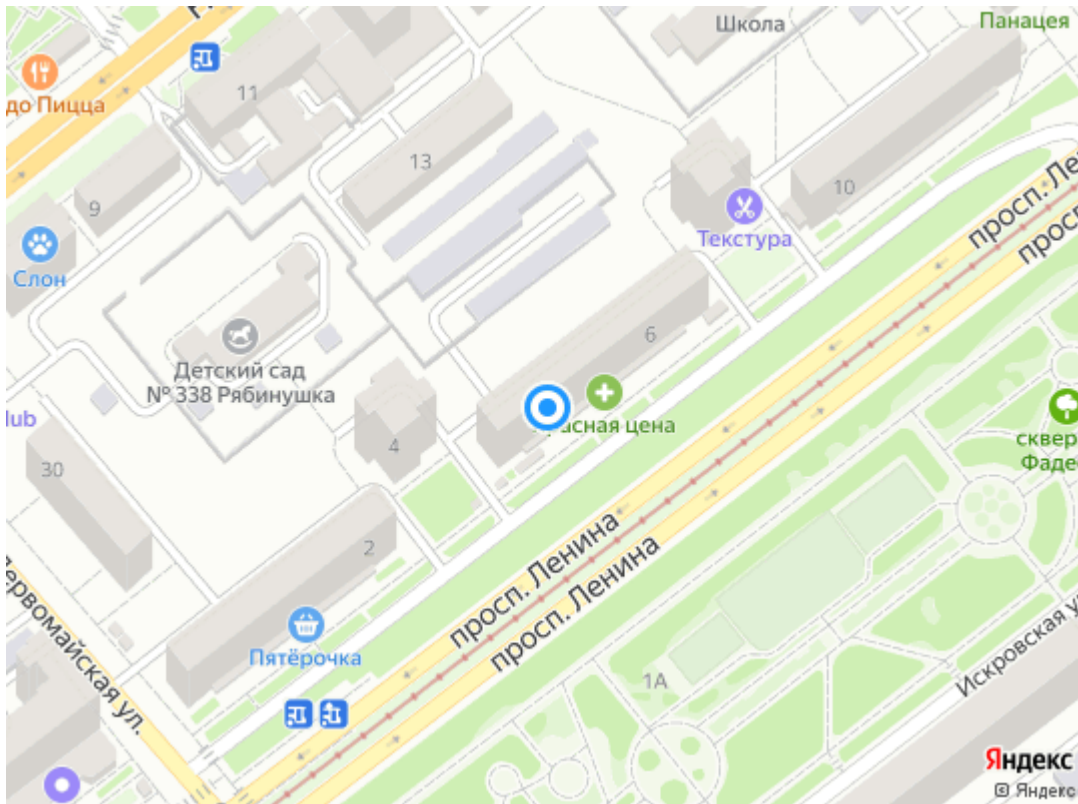 Школа
Панацея
до Пицца
11
13
9
10
Слон
Текстура
просп. Ле
просп
Детский сад
№ 338 Рябинушка
6
lub
30
4
асная цена
сквер
Фаде
2
просп. Ленина
просп. Ленина
ервомайская ул.
Пятёрочка
1А
Искровская у
Яндекс
Яндекс